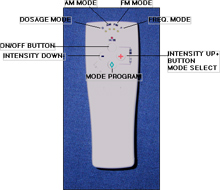 AM MODE
FM MODE
DOSAGE MODE
FREQ. MODE
ON/OFF BUTTON
INTENSITY DOWN
INTENSITY UP+
BUTTON
MODE SELECT
MODE PROGRAM